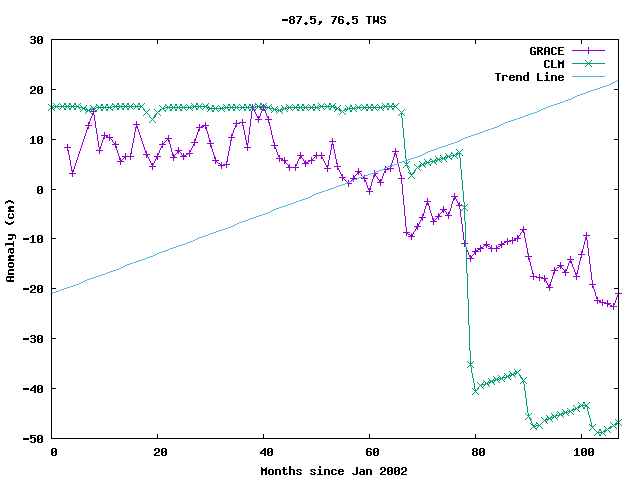 -87.5, 76.5 TWS
GRACE
CLM
Trend Line
30
20
10
0
-10
-20
-30
-40
-50
Anomaly (cm)
0 20 40 60 80 100
Months since Jan 2002